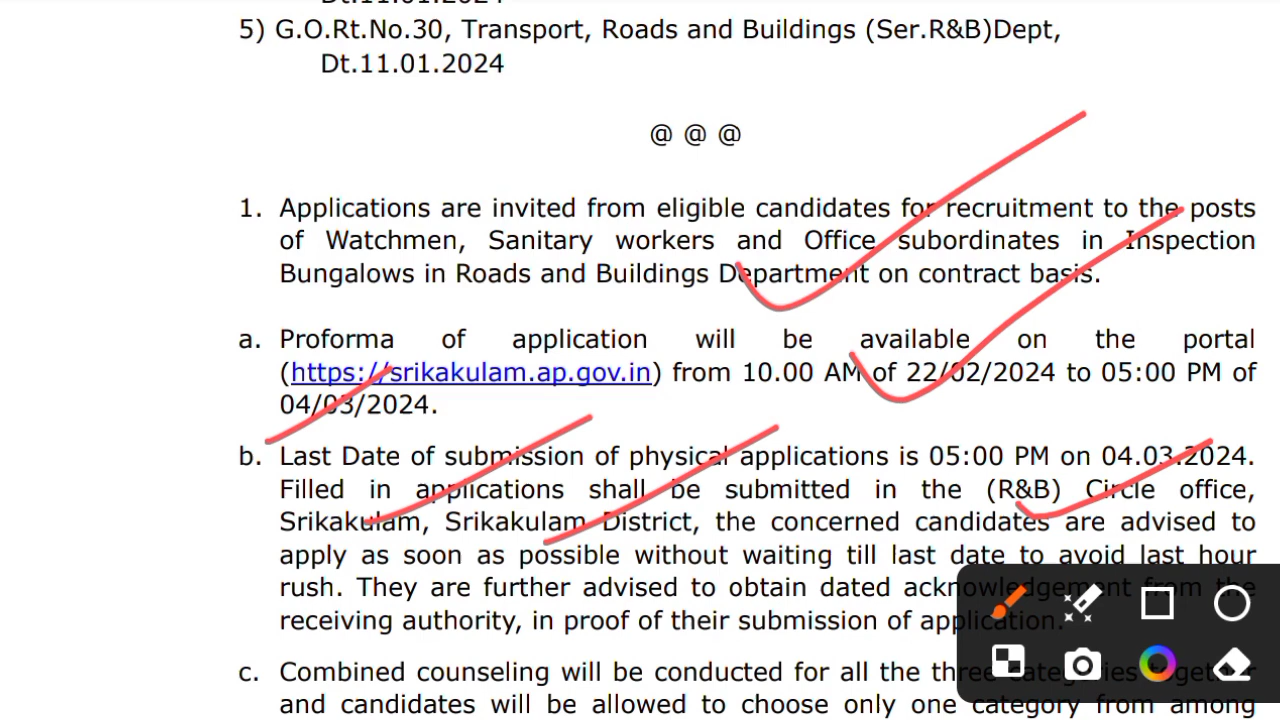 5) G.O.Rt.No.30, Transport, Roads and Buildings (Ser.R&B)Dept,
Dt.11.01.2024
@ @ @
1. Applications are invited from eligible candidates for recruitment to the posts
of Watchmen, Sanitary workers and Office subordinates in Inspection
Bungalows in Roads and Buildings Department on contract basis.
a. Proforma of application will be available on the portal
(https://srikakulam.ap.gov.in) from 10.00 AM of 22/02/2024 to 05:00 PM of
04/03/2024.
b. Last Date of submission of physical applications is 05:00 PM on 04.03.2024.
Filled in applications shall be submitted in the (R&B) Circle office,
Srikakulam, Srikakulam District, the concerned candidates are advised to
apply as soon as possible without waiting till last date to avoid last hour
rush. They are further advised to obtain dated acknowledgement from the
receiving authority, in proof of their submission of application.
c. Combined counseling will be conducted for all the three categories together
and candidates will be allowed to choose only one category from among